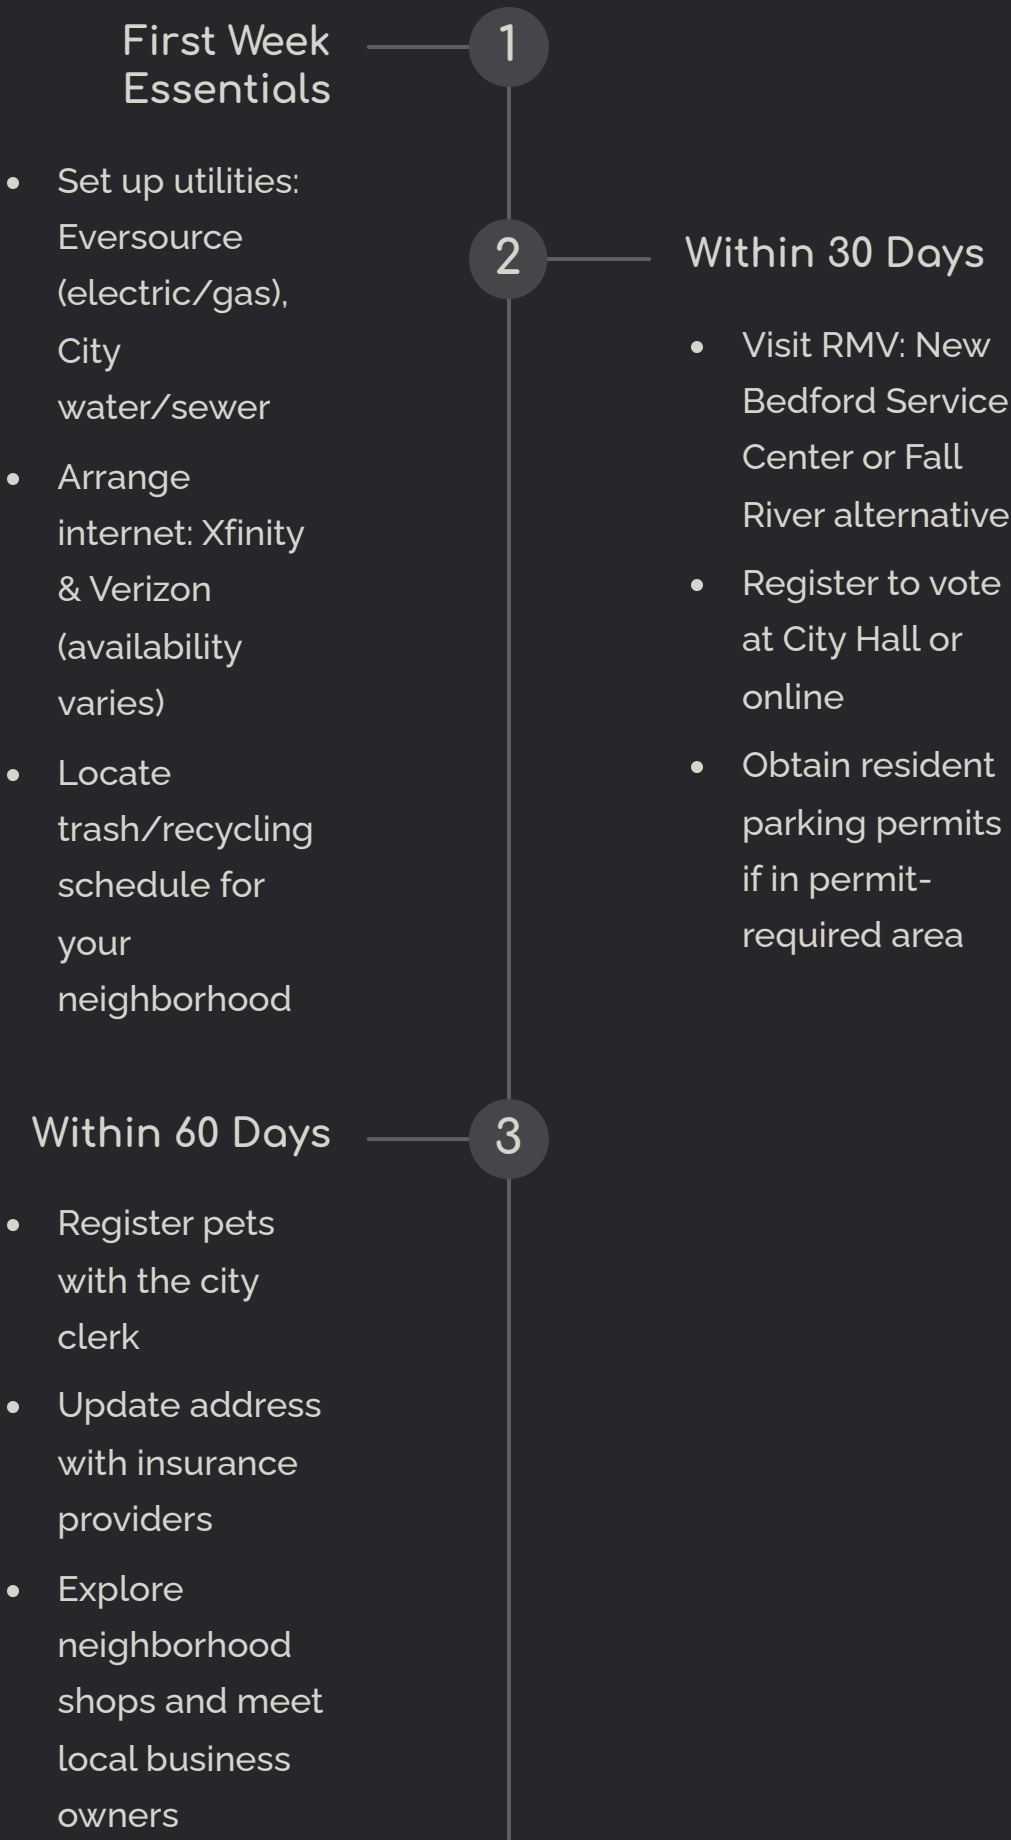 1
First Week
Essentials
• Set up utilities:
Eversource
(electric/gas),
City
water/sewer
• Arrange
internet: Xfinity
& Verizon
(availability
varies)
• Locate
trash/recycling
schedule for
your
neighborhood
2
Within 30 Days
• Visit RMV: New
Bedford Service
Center or Fall
River alternative
• Register to vote
at City Hall or
online
• Obtain resident
parking permits
if in permit-
required area
3
Within 60 Days
• Register pets
with the city
clerk
• Update address
with insurance
providers
• Explore
neighborhood
shops and meet
local business
owners